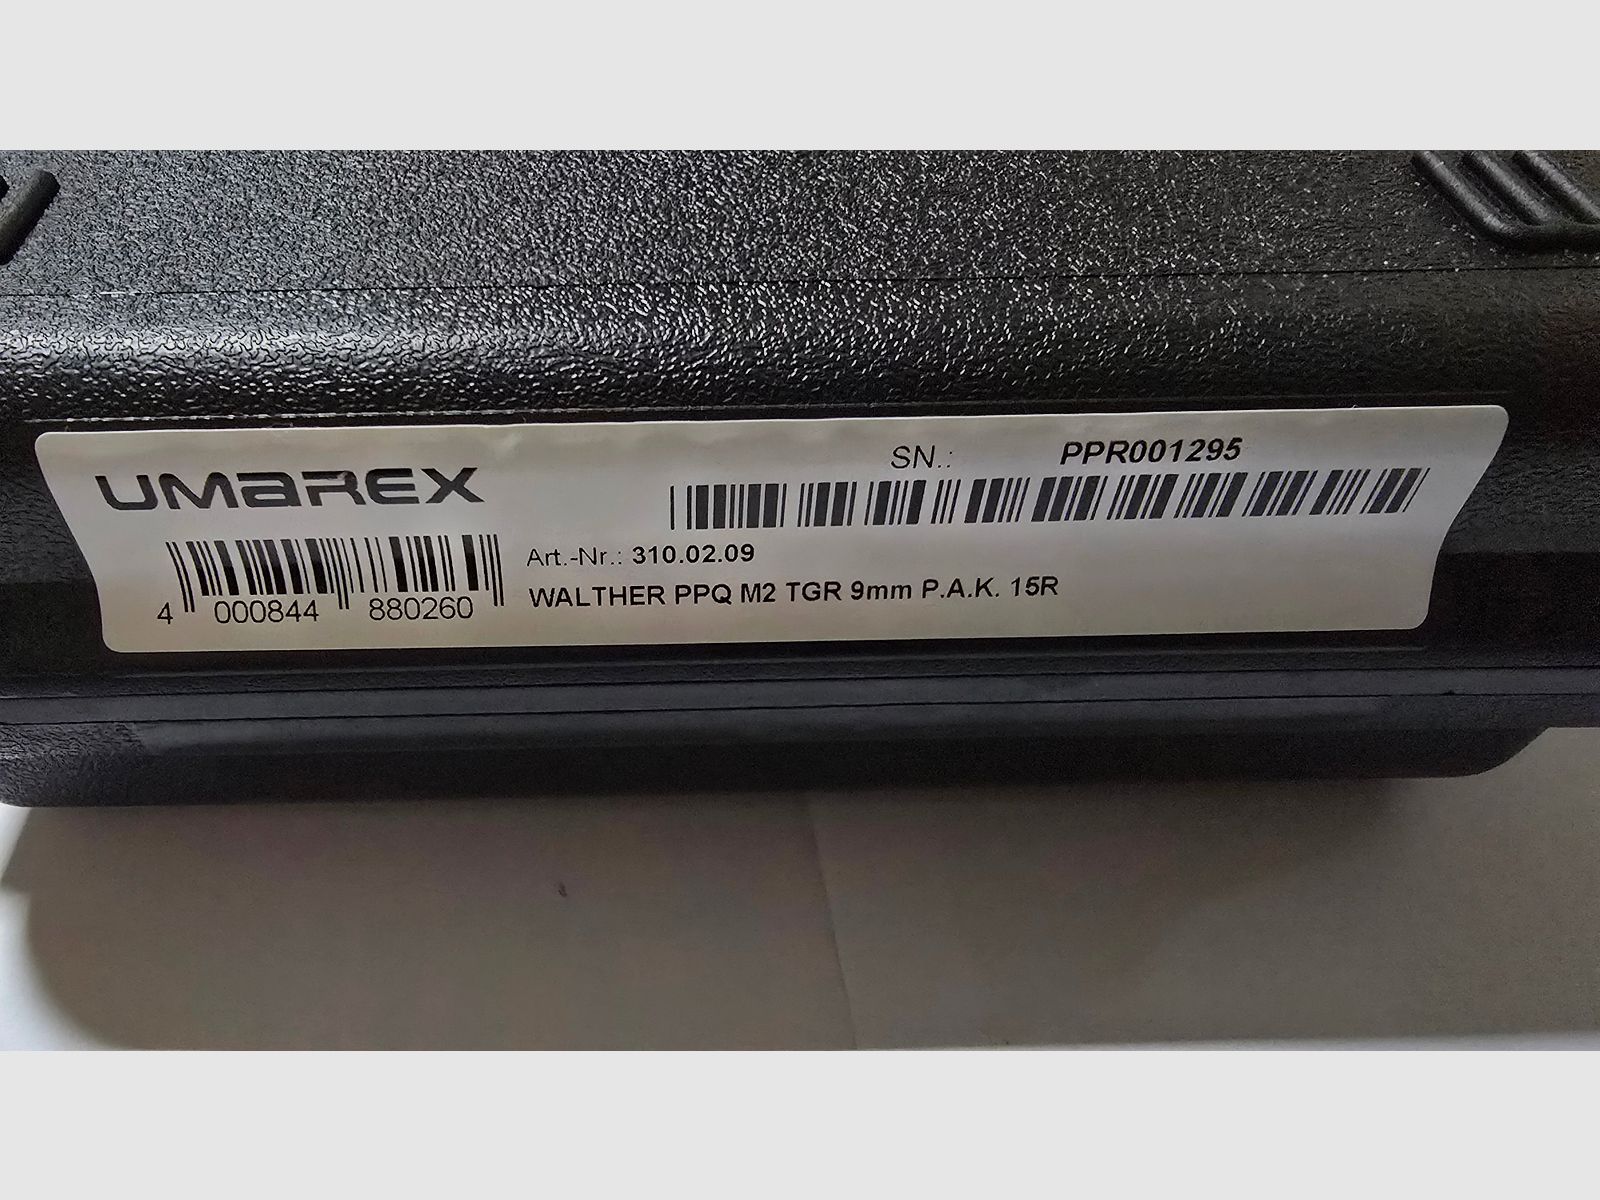 UMAREX
SN.: PPR001295
Art.-Nr.: 310.02.09
WALTHER PPQ M2 TGR 9mm P.A.K. 15R
4 000844 880260